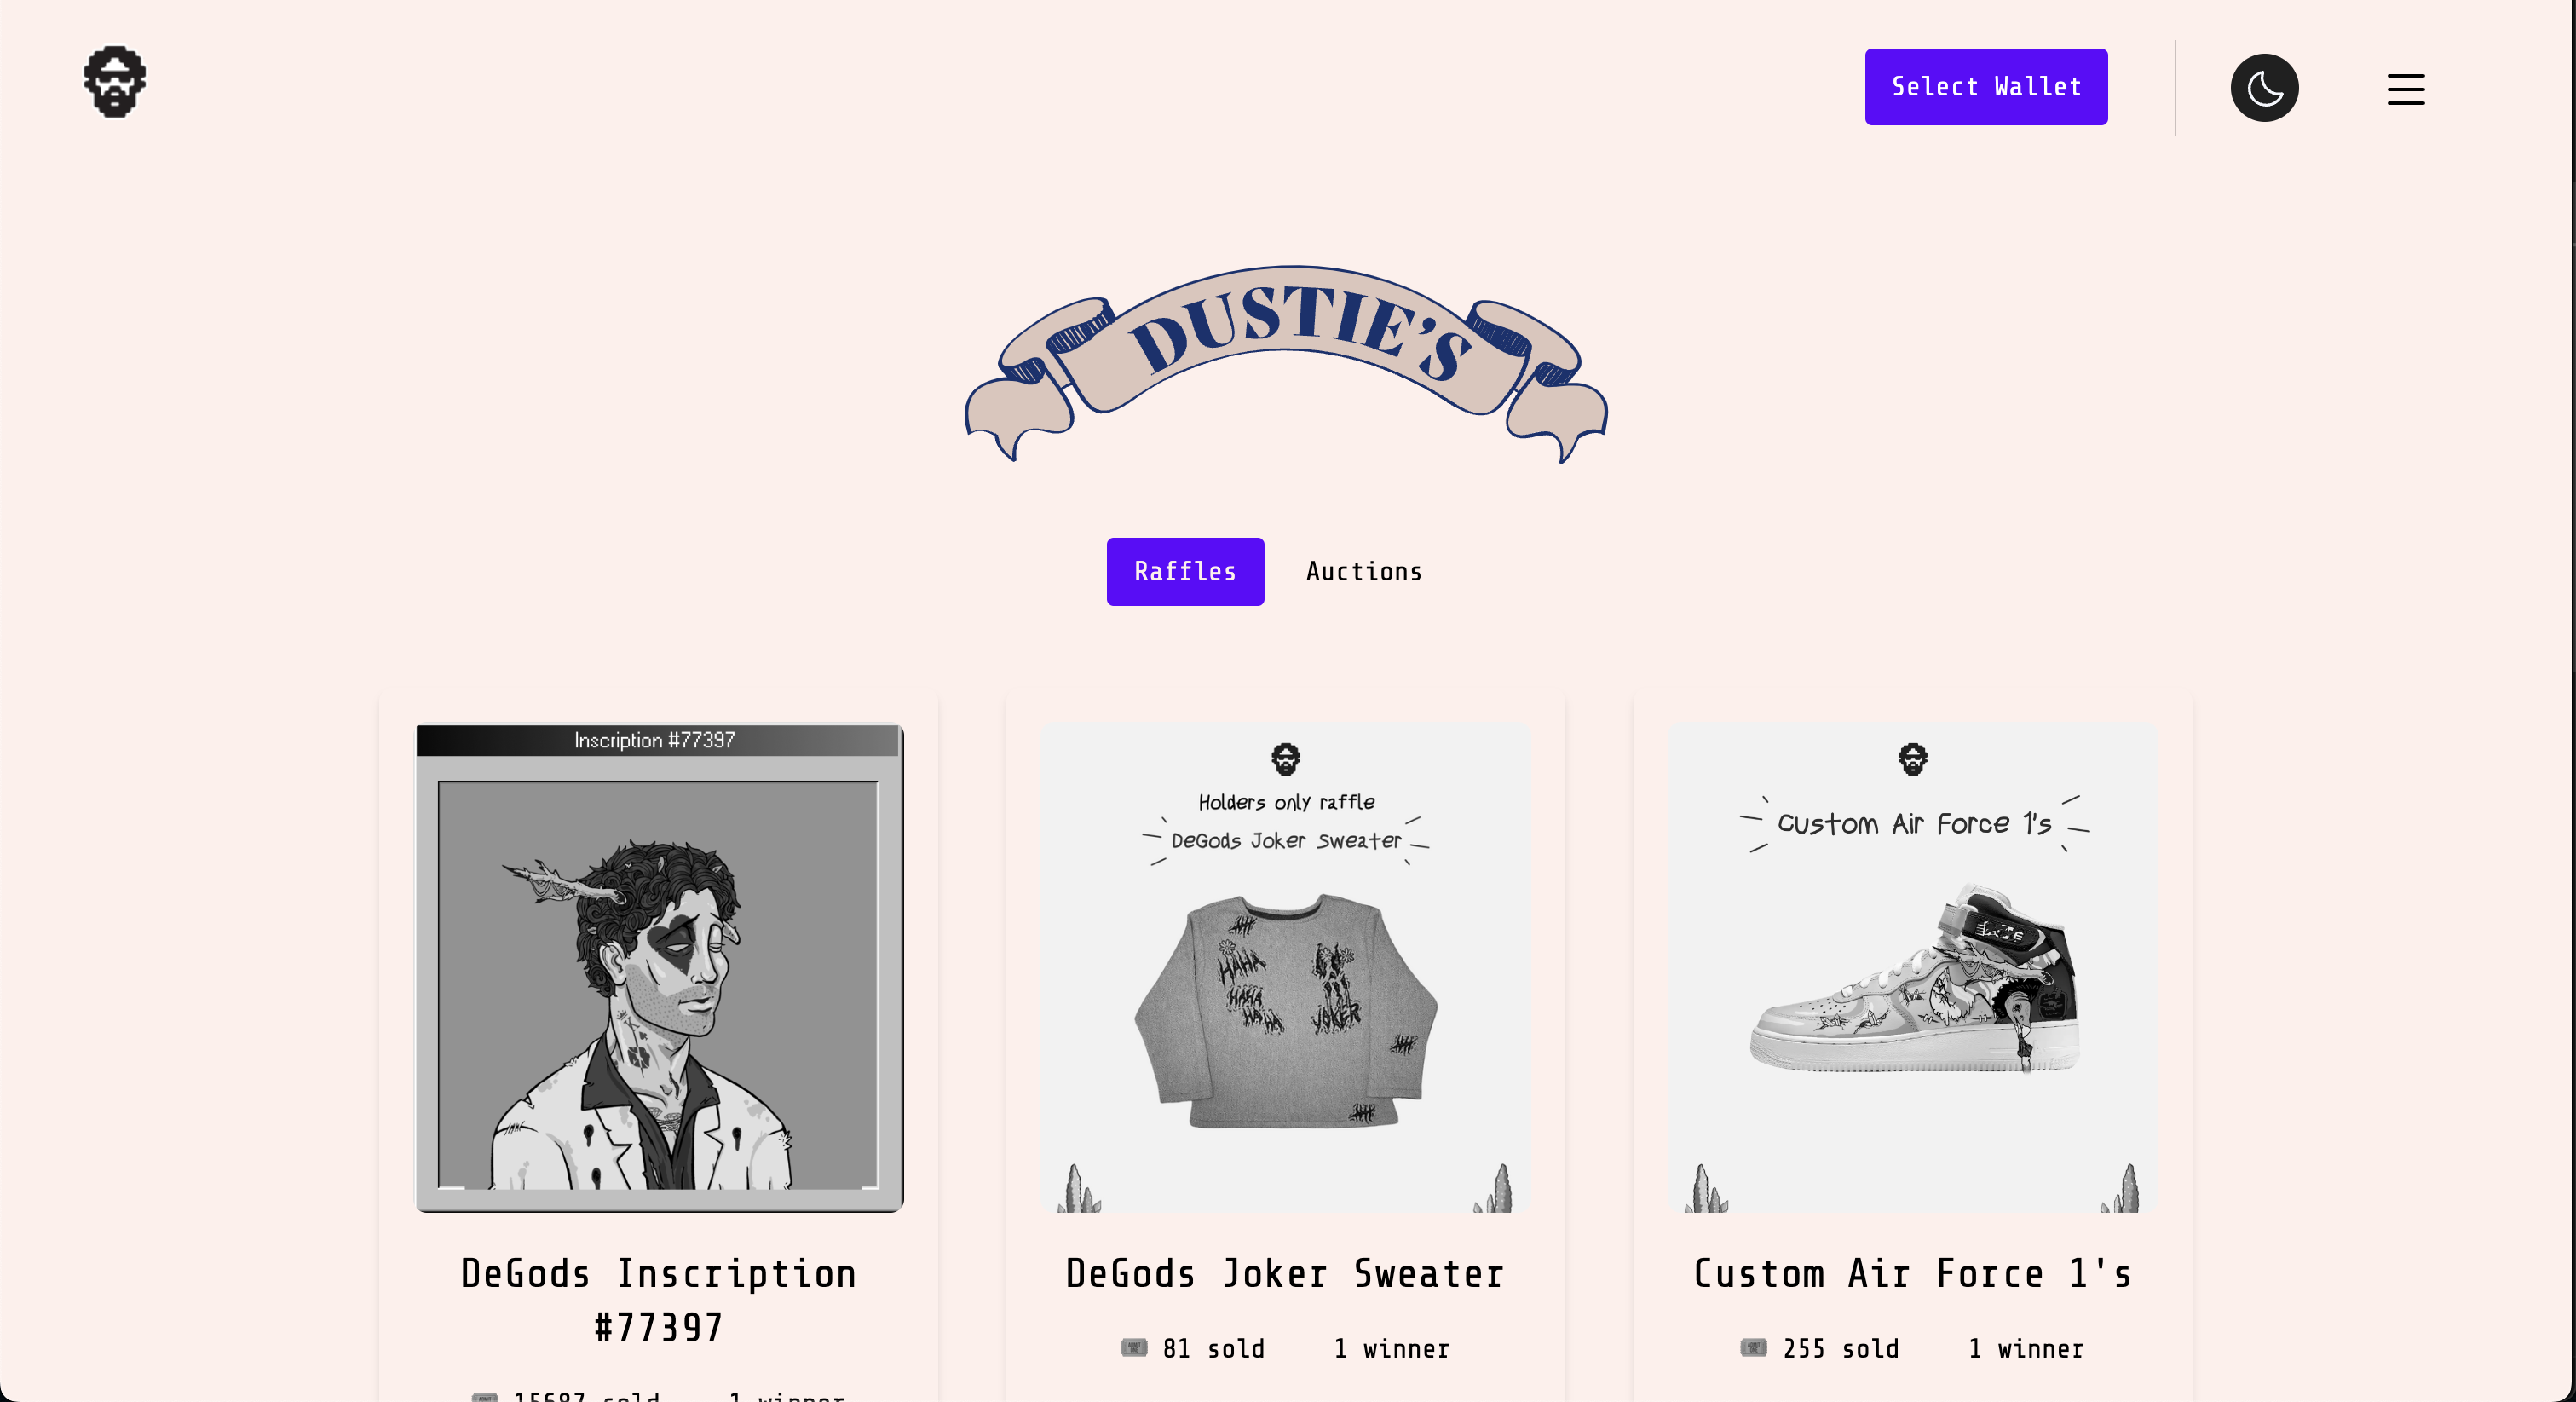 Select Wallet
DUSTIE'S
Raffles
Auctions
Inscription #77397
Holders only raffle
DeGods Joker Sweater
HAHA
HAHA
HAHA
JOKER
Custom Air Force 1's
DeGods Inscription
#77397
15687 sold
1 winner
DeGods Joker Sweater
81 sold
1 winner
Custom Air Force 1's
255 sold
1 winner